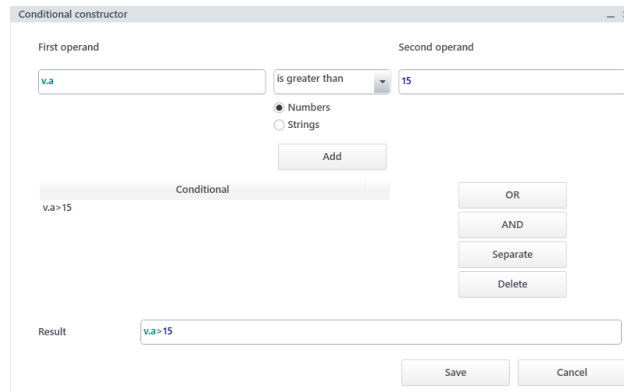 Conditional constructor
First operand
Second operand
v.a
is greater than
15
Numbers
Strings
Add
Conditional
v.a>15
OR
AND
Separate
Delete
Result
v.a>15
Save
Cancel